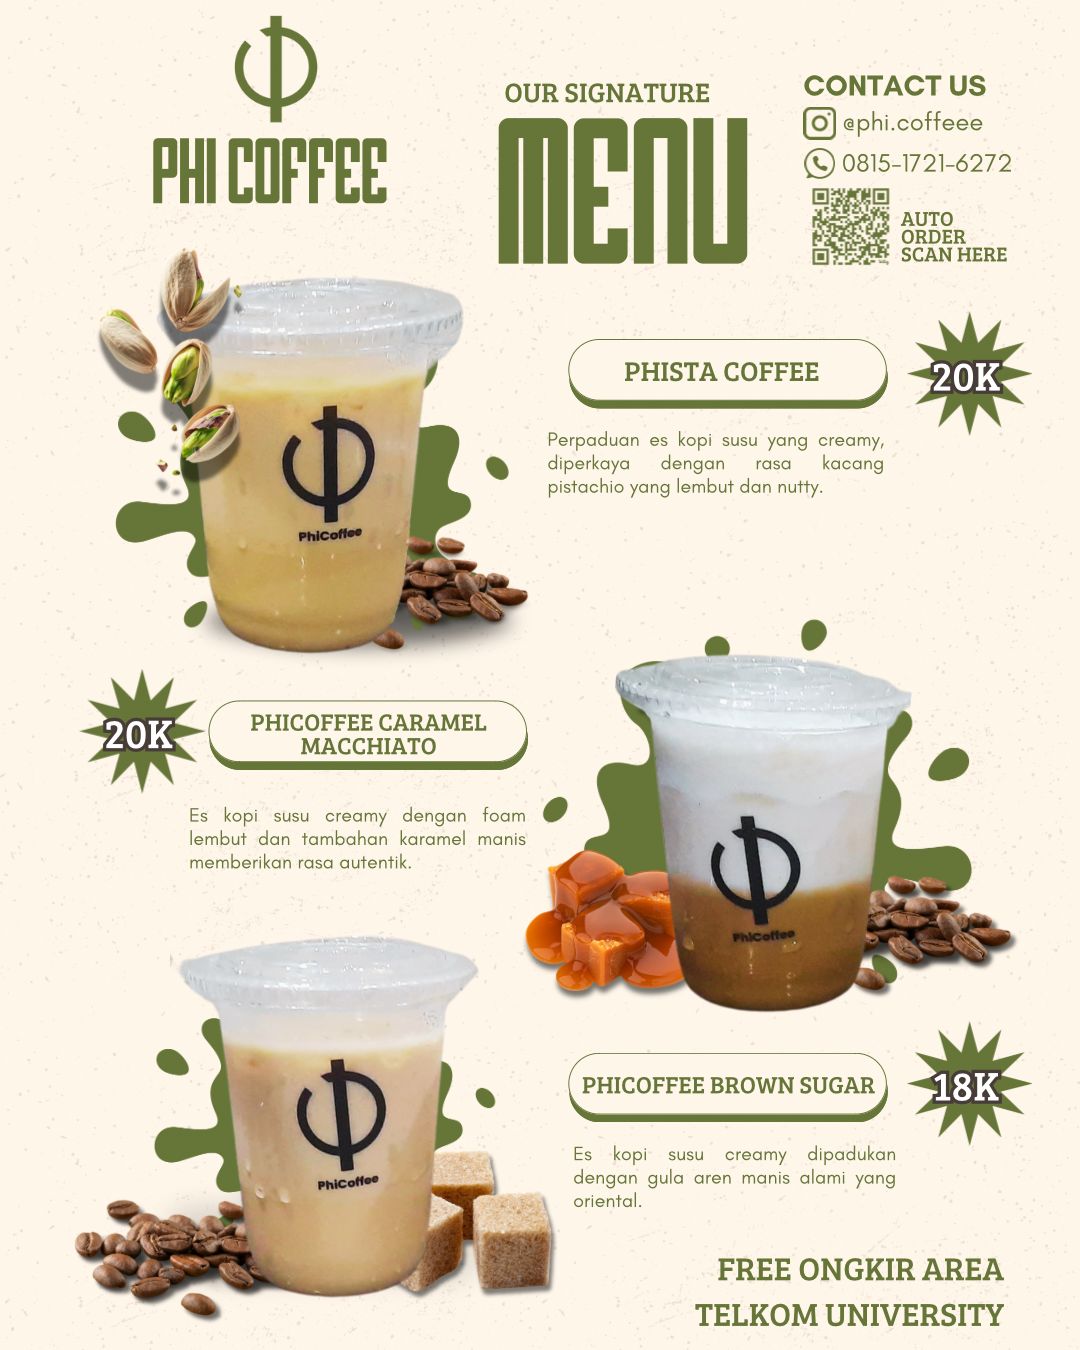 PHI COFFEE
OUR SIGNATURE
MENU
CONTACT US
@phi.coffeee
0815-1721-6272
AUTO
ORDER
SCAN HERE
PHISTA COFFEE
20K
Perpaduan es kopi susu yang creamy,
diperkaya dengan rasa kacang
pistachio yang lembut dan nutty.
PhiCoffee
20K
PHICOFFEE CARAMEL
MACCHIATO
Es kopi susu creamy dengan foam
lembut dan tambahan karamel manis
memberikan rasa autentik.
PhiCoffee
PHICOFFEE BROWN SUGAR
18K
Es kopi susu creamy dipadukan
dengan gula aren manis alami yang
oriental.
PhiCoffee
FREE ONGKIR AREA
TELKOM UNIVERSITY